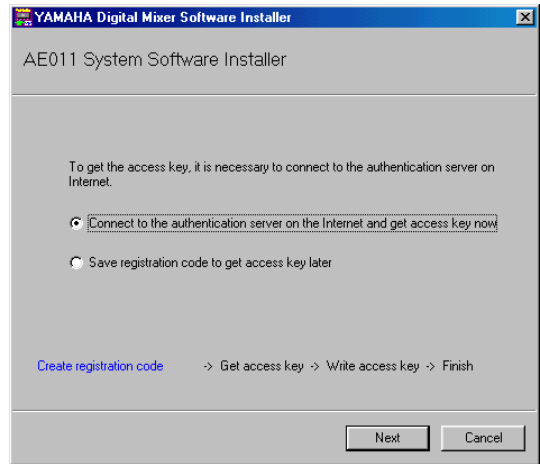 YAMAHA Digital Mixer Software Installer
AE011 System Software Installer
To get the access key, it is necessary to connect to the authentication server on
Internet.
Connect to the authentication server on the Internet and get access key now
Save registration code to get access key later
Create registration code -> Get access key -> Write access key -> Finish
Next Cancel